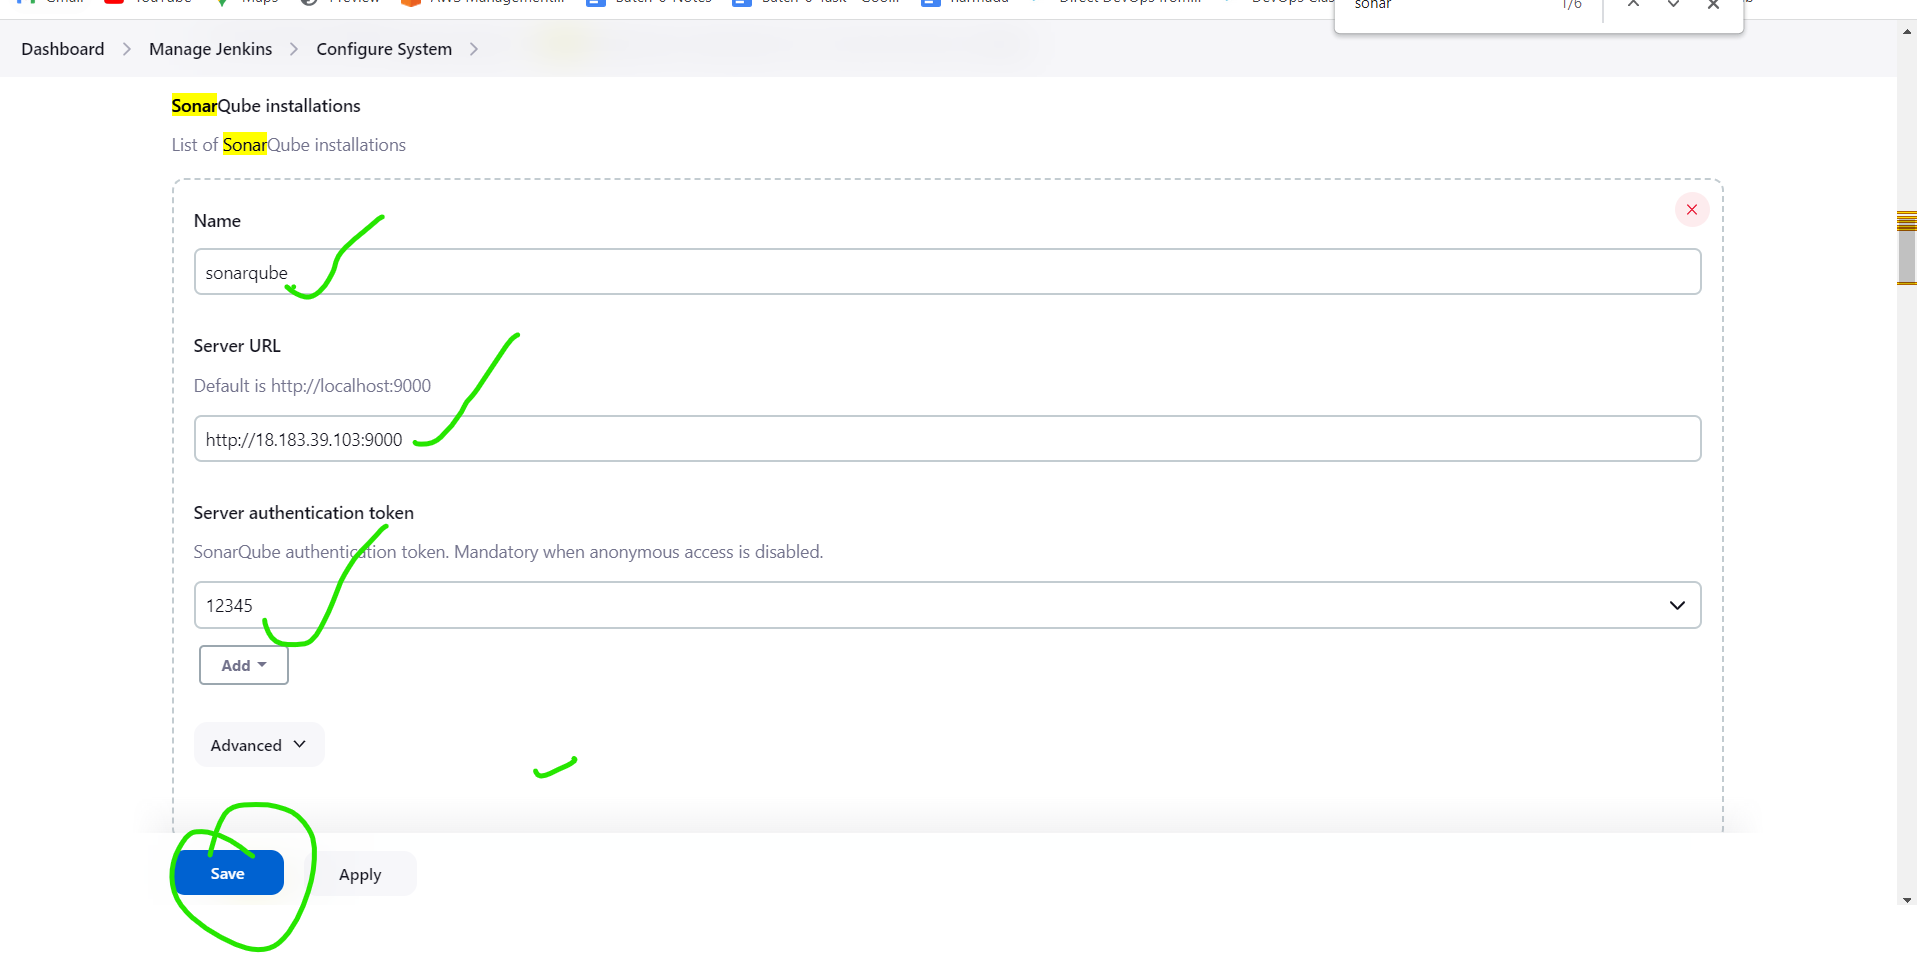 sonar 1/6
Dashboard > Manage Jenkins > Configure System >
SonarQube installations
List of SonarQube installations
Name
sonarqube
Server URL
Default is http://localhost:9000
http://18.183.39.103:9000
Server authentication token
SonarQube authentication token. Mandatory when anonymous access is disabled.
12345
Add
Advanced
Save Apply